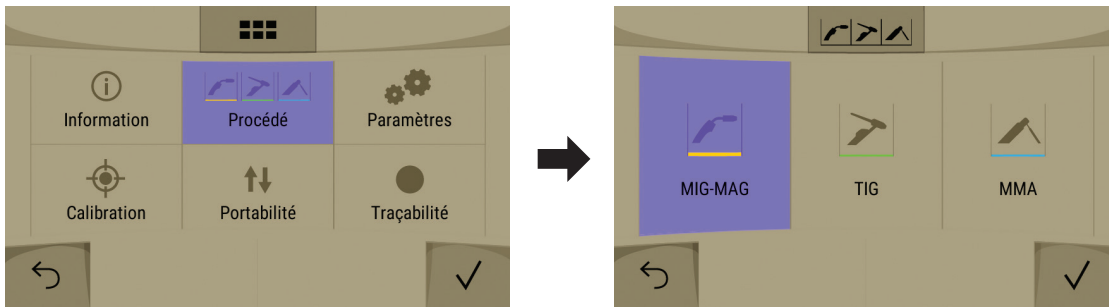 Information
Procédé
Paramètres
Calibration
Portabilité
Traçabilité
MIG-MAG
TIG
MMA